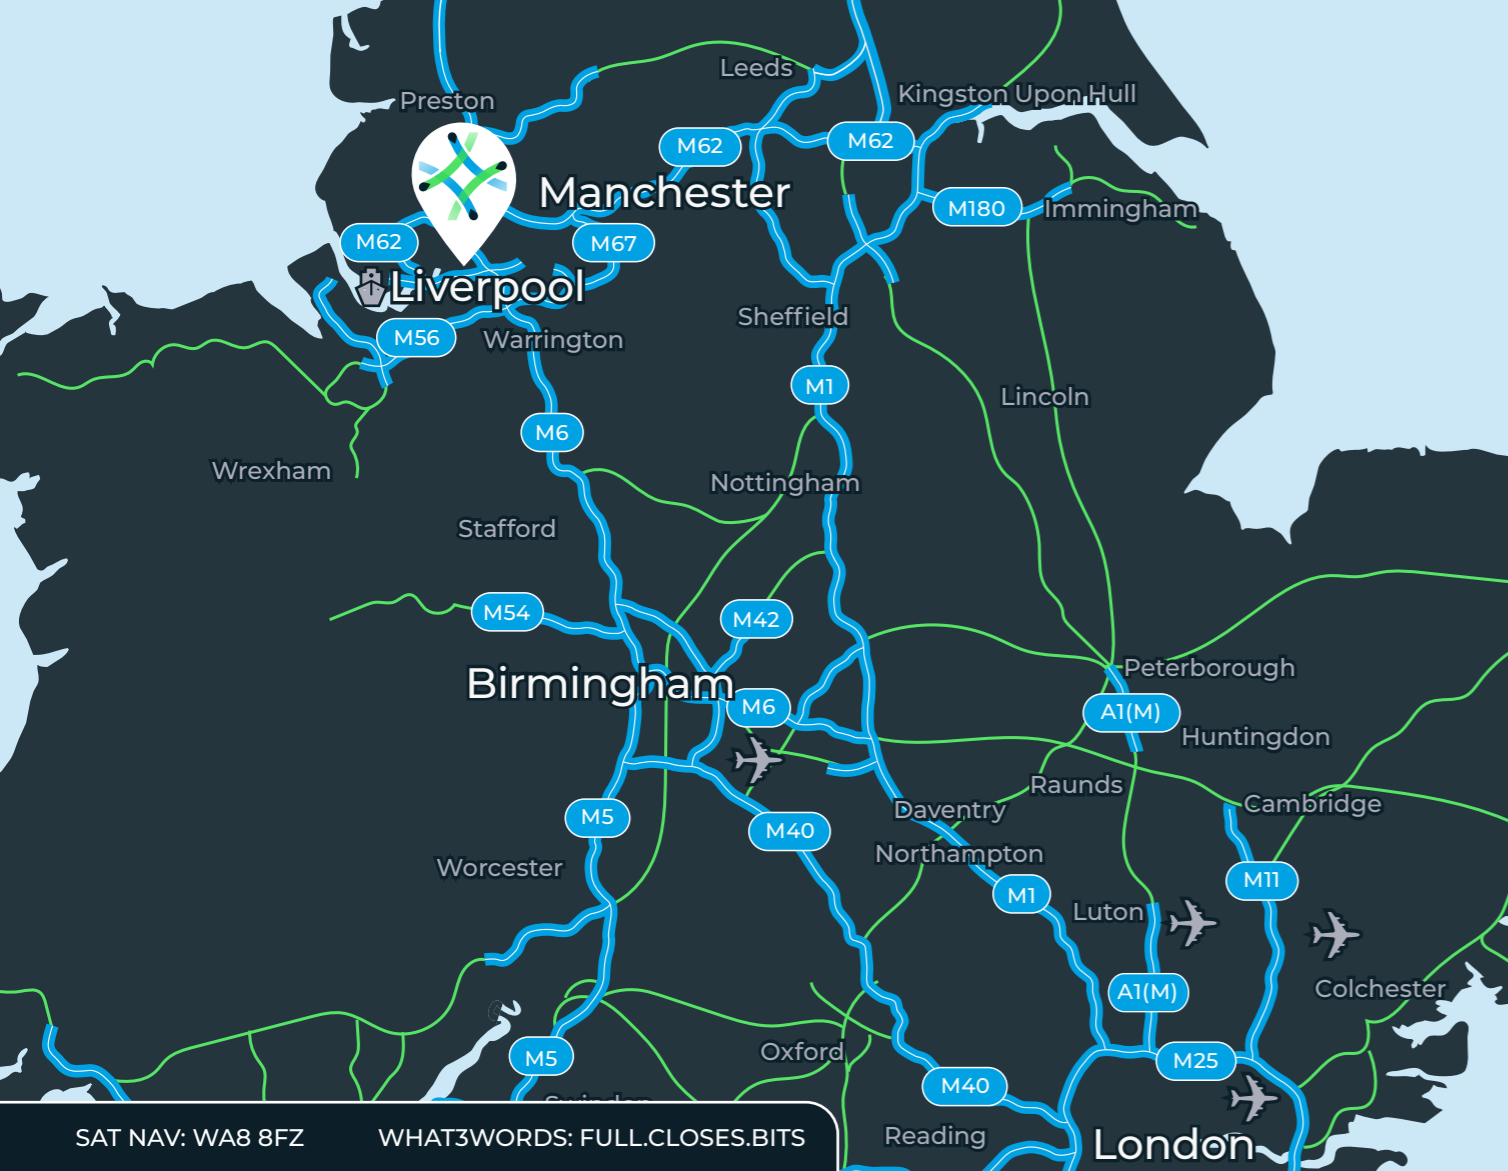 Leeds
Preston
Kingston Upon Hull
M62
M62
Manchester
M180
Immingham
M62
M67
Liverpool
Sheffield
M56
Warrington
M1
Lincoln
M6
Wrexham
Nottingham
Stafford
M54
M42
Peterborough
Birmingham
M6
A1(M)
Huntingdon
Raunds
Cambridge
Daventry
M5
M40
Northampton
Worcester
M11
M1
Luton
Colchester
A1(M)
Oxford
M5
M25
M40
Swindon
SAT NAV: WA8 8FZ
WHAT3WORDS: FULL.CLOSES.BITS
Reading
London